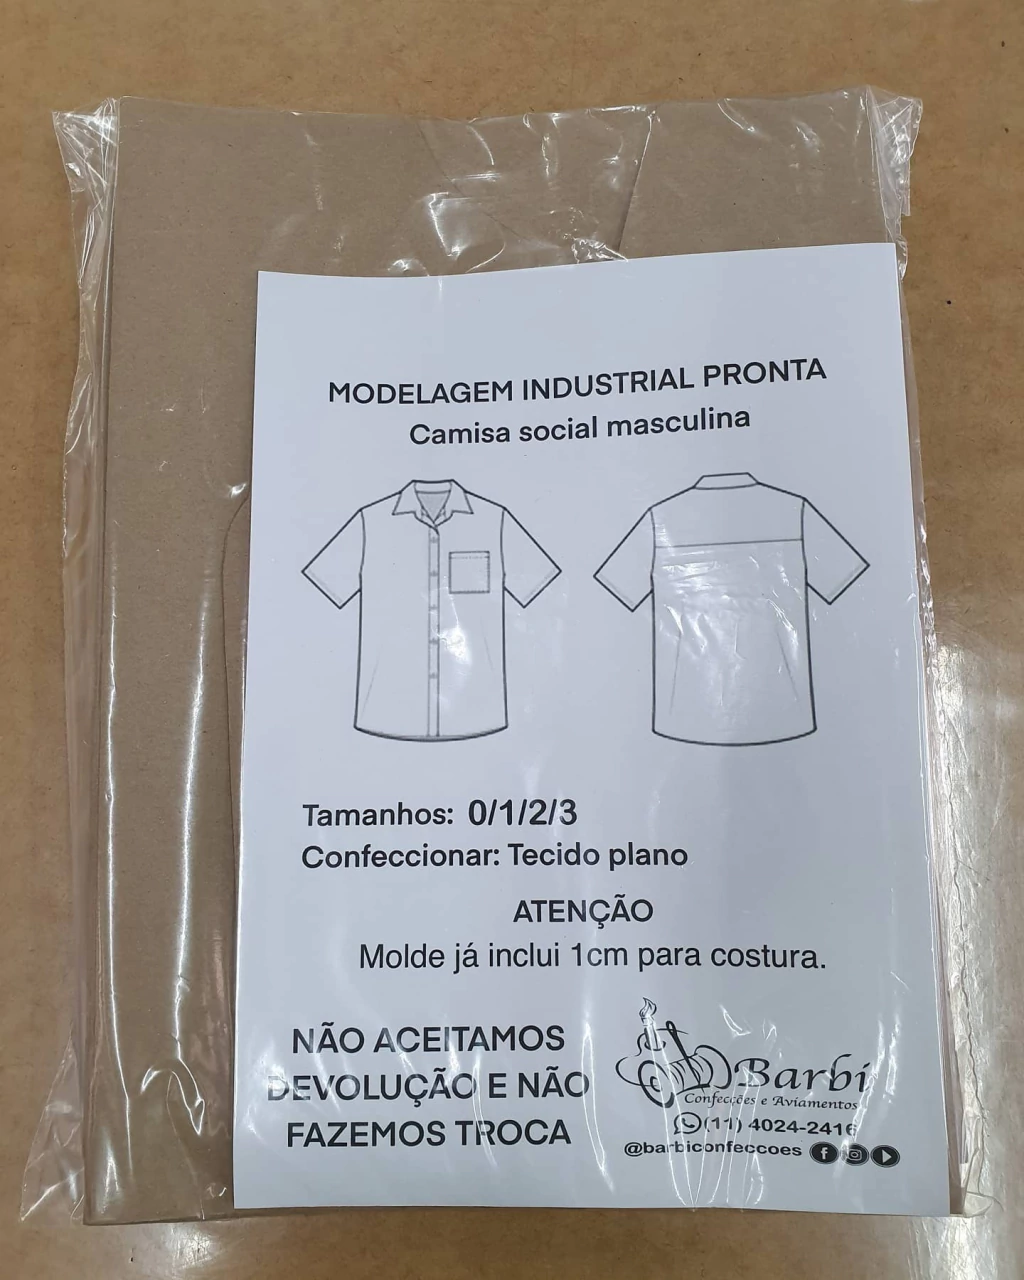 MODELAGEM INDUSTRIAL PRONTA
Camisa social masculina
Tamanhos: 0/1/2/3
Confeccionar: Tecido plano
ATENÇÃO
Molde já inclui 1cm para costura.
NÃO ACEITAMOS
DEVOLUÇÃO E NÃO
FAZEMOS TROCA
Barbi
Confecções e Aviamentos
(11) 4024-2416
@barbiconfeccoes